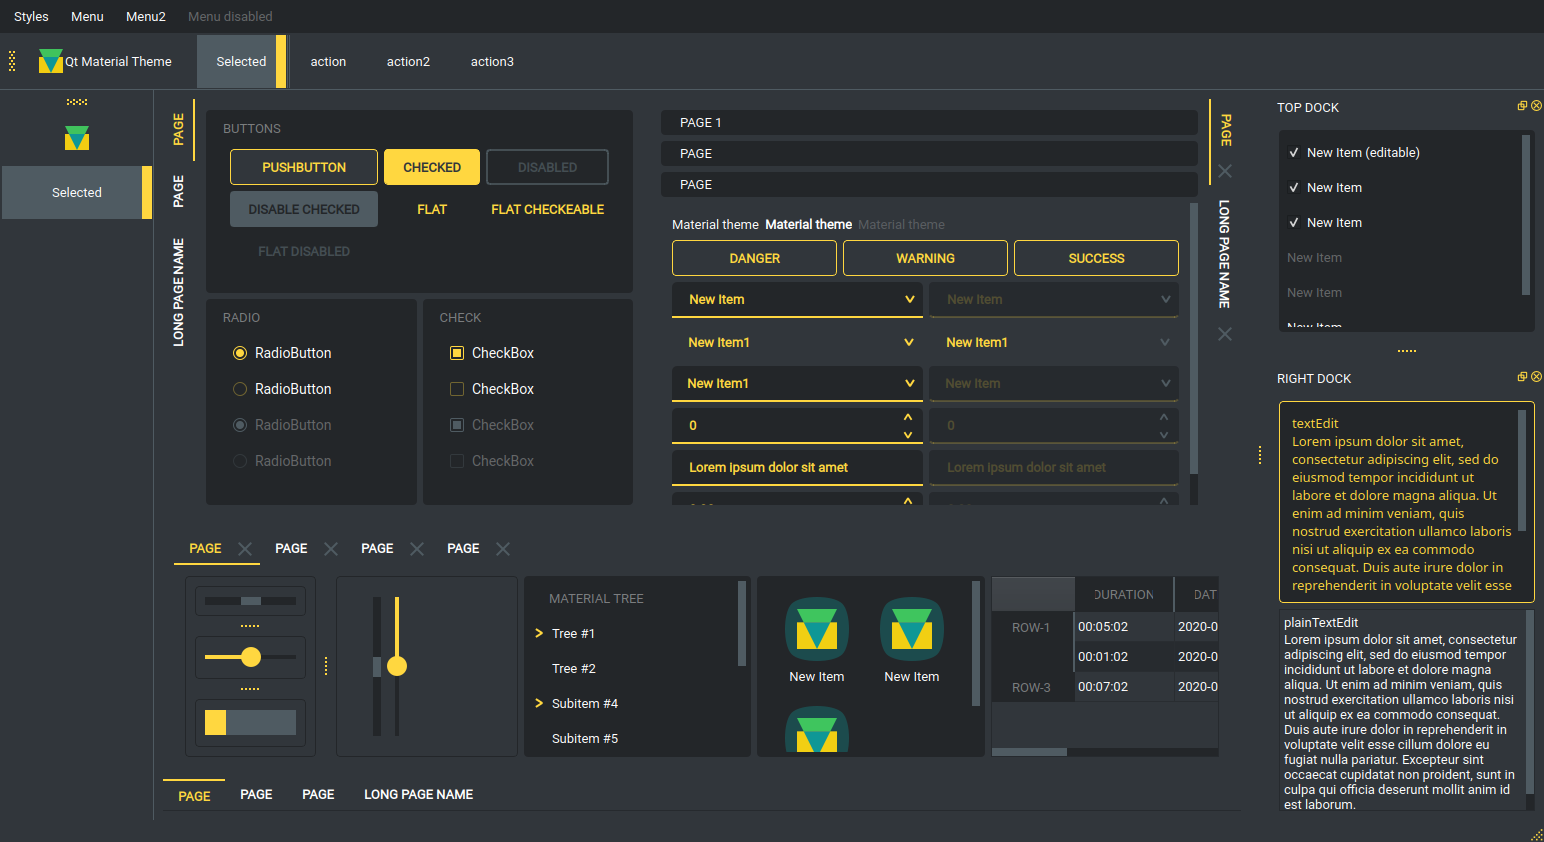 Styles Menu Menu2 Menu disabled
Qt Material Theme Selected action action2 action3
Selected
PAGE
PAGE
LONG PAGE NAME
BUTTONS
PUSHBUTTON CHECKED DISABLED
DISABLE CHECKED FLAT FLAT CHECKEABLE
FLAT DISABLED
RADIO
RadioButton
RadioButton
RadioButton
RadioButton
CHECK
CheckBox
CheckBox
CheckBox
CheckBox
PAGE 1
PAGE
PAGE
Material theme Material theme Material theme
DANGER WARNING SUCCESS
New Item New Item
New Item1 New Item1
New Item1 New Item
0 0
Lorem ipsum dolor sit amet Lorem ipsum dolor sit amet
PAGE
LONG PAGE NAME
PAGE PAGE PAGE PAGE
MATERIAL TREE
Tree #1
Tree #2
Subitem #4
Subitem #5
New Item New Item
DURATION DAT
ROW-1 00:05:02 2020-0
00:01:02 2020-0
ROW-3 00:07:02 2020-0
PAGE PAGE PAGE LONG PAGE NAME
TOP DOCK
New Item (editable)
New Item
New Item
New Item
New Item
New Item
RIGHT DOCK
textEdit
Lorem ipsum dolor sit amet,
consectetur adipiscing elit, sed do
eiusmod tempor incididunt ut
labore et dolore magna aliqua. Ut
enim ad minim veniam, quis
nostrud exercitation ullamco laboris
nisi ut aliquip ex ea commodo
consequat. Duis aute irure dolor in
reprehenderit in voluptate velit esse
plainTextEdit
Lorem ipsum dolor sit amet, consectetur
adipiscing elit, sed do eiusmod tempor
incididunt ut labore et dolore magna
aliqua. Ut enim ad minim veniam, quis
nostrud exercitation ullamco laboris nisi
ut aliquip ex ea commodo consequat.
Duis aute irure dolor in reprehenderit in
voluptate velit esse cillum dolore eu
fugiat nulla pariatur. Excepteur sint
occaecat cupidatat non proident, sunt in
culpa qui officia deserunt mollit anim id
est laborum.